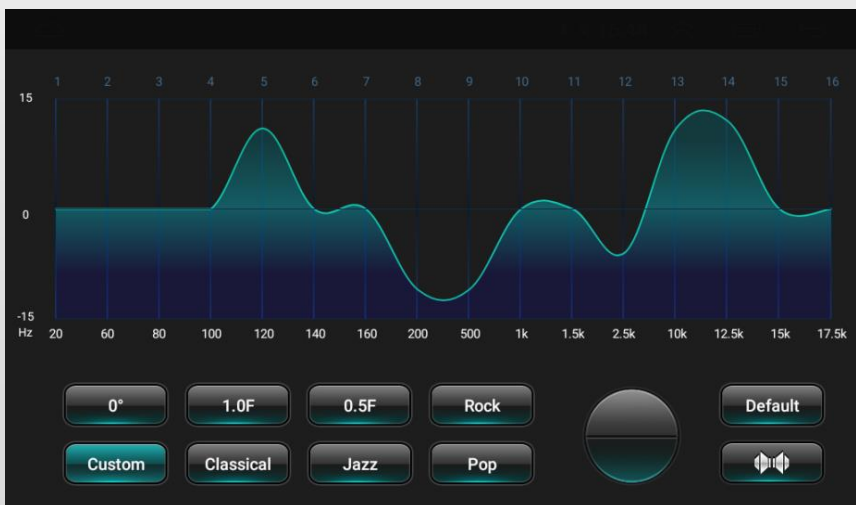 1 2 3 4 5 6 7 8 9 10 11 12 13 14 15 16
15
0
-15
Hz 20 60 80 100 120 140 160 200 500 1k 1.5k 2.5k 10k 12.5k 15k 17.5k
0° 1.0F 0.5F Rock Default
Custom Classical Jazz Pop